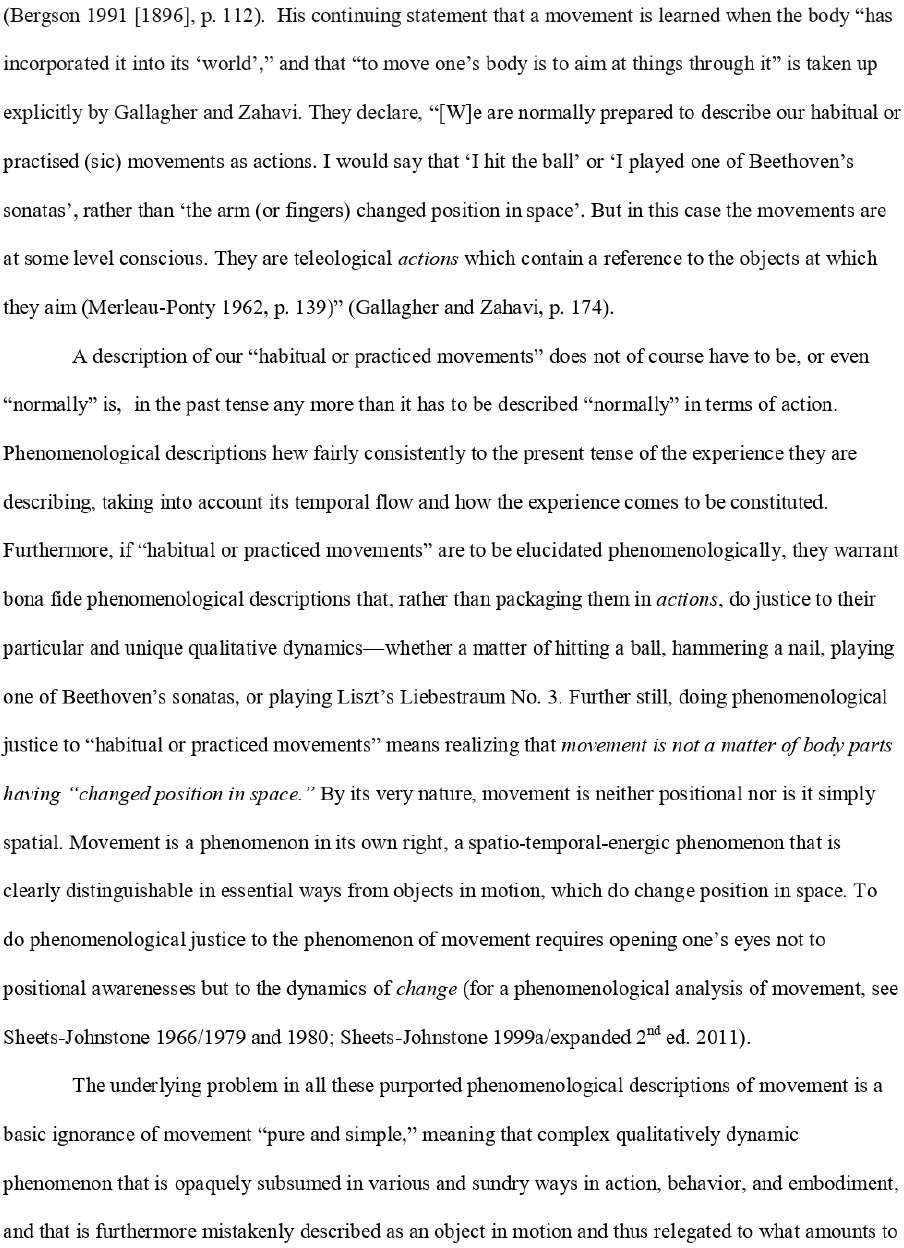 (Bergson 1991 [1896], p. 112).  His continuing statement that a movement is learned when the body “has
incorporated it into its ‘world’,” and that “to move one’s body is to aim at things through it” is taken up
explicitly by Gallagher and Zahavi. They declare, “[W]e are normally prepared to describe our habitual or
practised (sic) movements as actions. I would say that ‘I hit the ball’ or ‘I played one of Beethoven’s
sonatas’, rather than ‘the arm (or fingers) changed position in space’. But in this case the movements are
at some level conscious. They are teleological actions which contain a reference to the objects at which
they aim (Merleau-Ponty 1962, p. 139)” (Gallagher and Zahavi, p. 174).
A description of our “habitual or practiced movements” does not of course have to be, or even
“normally” is,  in the past tense any more than it has to be described “normally” in terms of action.
Phenomenological descriptions hew fairly consistently to the present tense of the experience they are
describing, taking into account its temporal flow and how the experience comes to be constituted.
Furthermore, if “habitual or practiced movements” are to be elucidated phenomenologically, they warrant
bona fide phenomenological descriptions that, rather than packaging them in actions, do justice to their
particular and unique qualitative dynamics—whether a matter of hitting a ball, hammering a nail, playing
one of Beethoven’s sonatas, or playing Liszt’s Liebestraum No. 3. Further still, doing phenomenological
justice to “habitual or practiced movements” means realizing that movement is not a matter of body parts
having “changed position in space.” By its very nature, movement is neither positional nor is it simply
spatial. Movement is a phenomenon in its own right, a spatio-temporal-energic phenomenon that is
clearly distinguishable in essential ways from objects in motion, which do change position in space. To
do phenomenological justice to the phenomenon of movement requires opening one’s eyes not to
positional awarenesses but to the dynamics of change (for a phenomenological analysis of movement, see
Sheets-Johnstone 1966/1979 and 1980; Sheets-Johnstone 1999a/expanded 2nd ed. 2011).
The underlying problem in all these purported phenomenological descriptions of movement is a
basic ignorance of movement “pure and simple,” meaning that complex qualitatively dynamic
phenomenon that is opaquely subsumed in various and sundry ways in action, behavior, and embodiment,
and that is furthermore mistakenly described as an object in motion and thus relegated to what amounts to